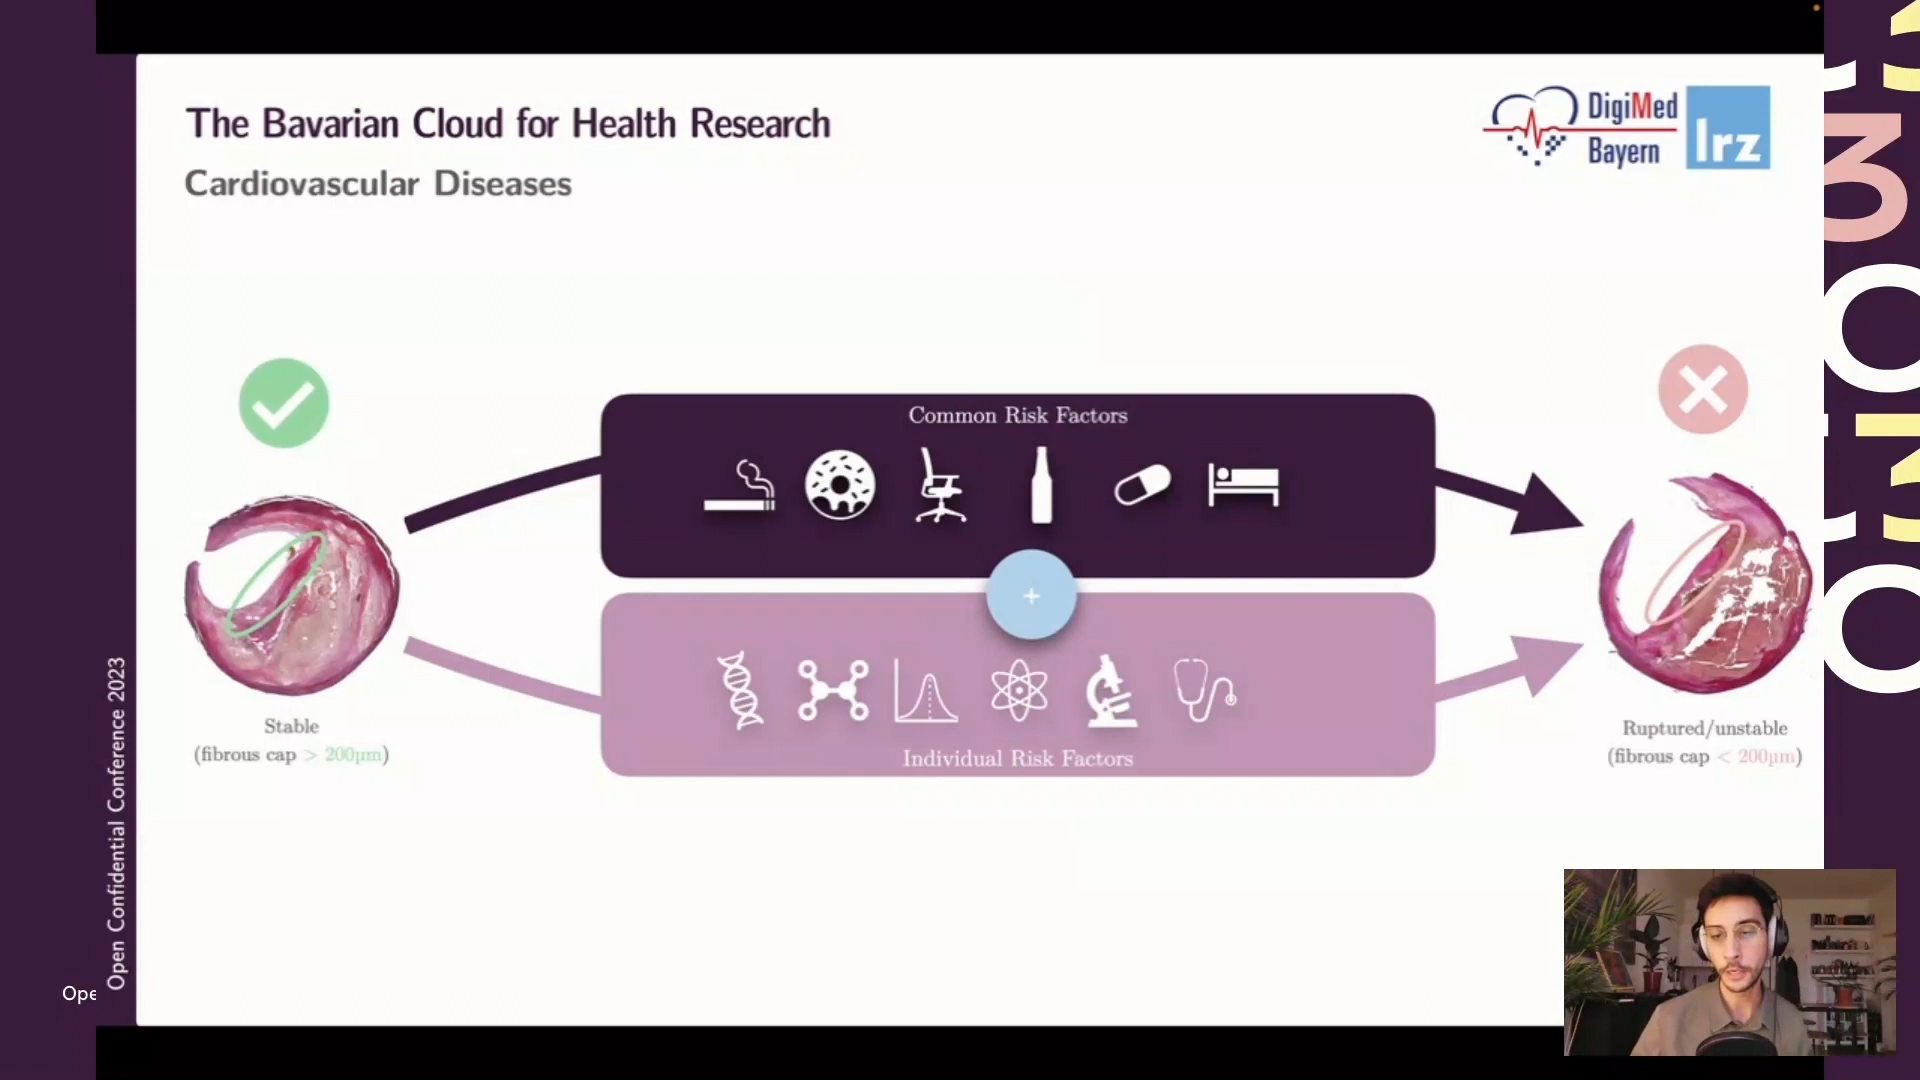 The Bavarian Cloud for Health Research
Cardiovascular Diseases
DigiMed
Bayern
lrz
Common Risk Factors
+
Individual Risk Factors
Stable
(fibrous cap > 200µm)
Ruptured/unstable
(fibrous cap < 200µm)
Open Confidential Conference 2023
Ope